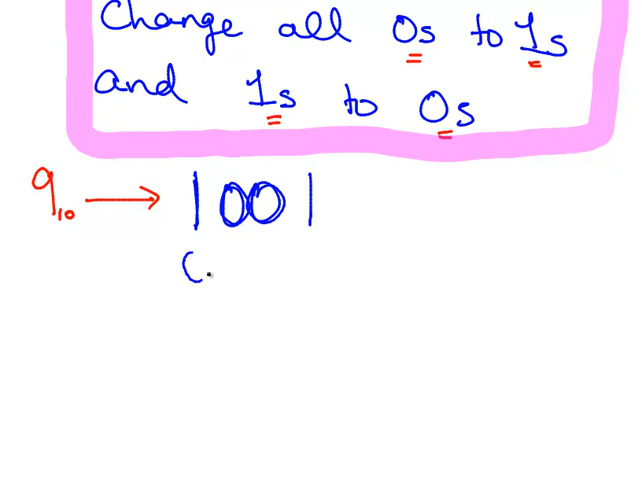 Change all 0s to 1s
and 1s to 0s
9₁₀ → 1001
(